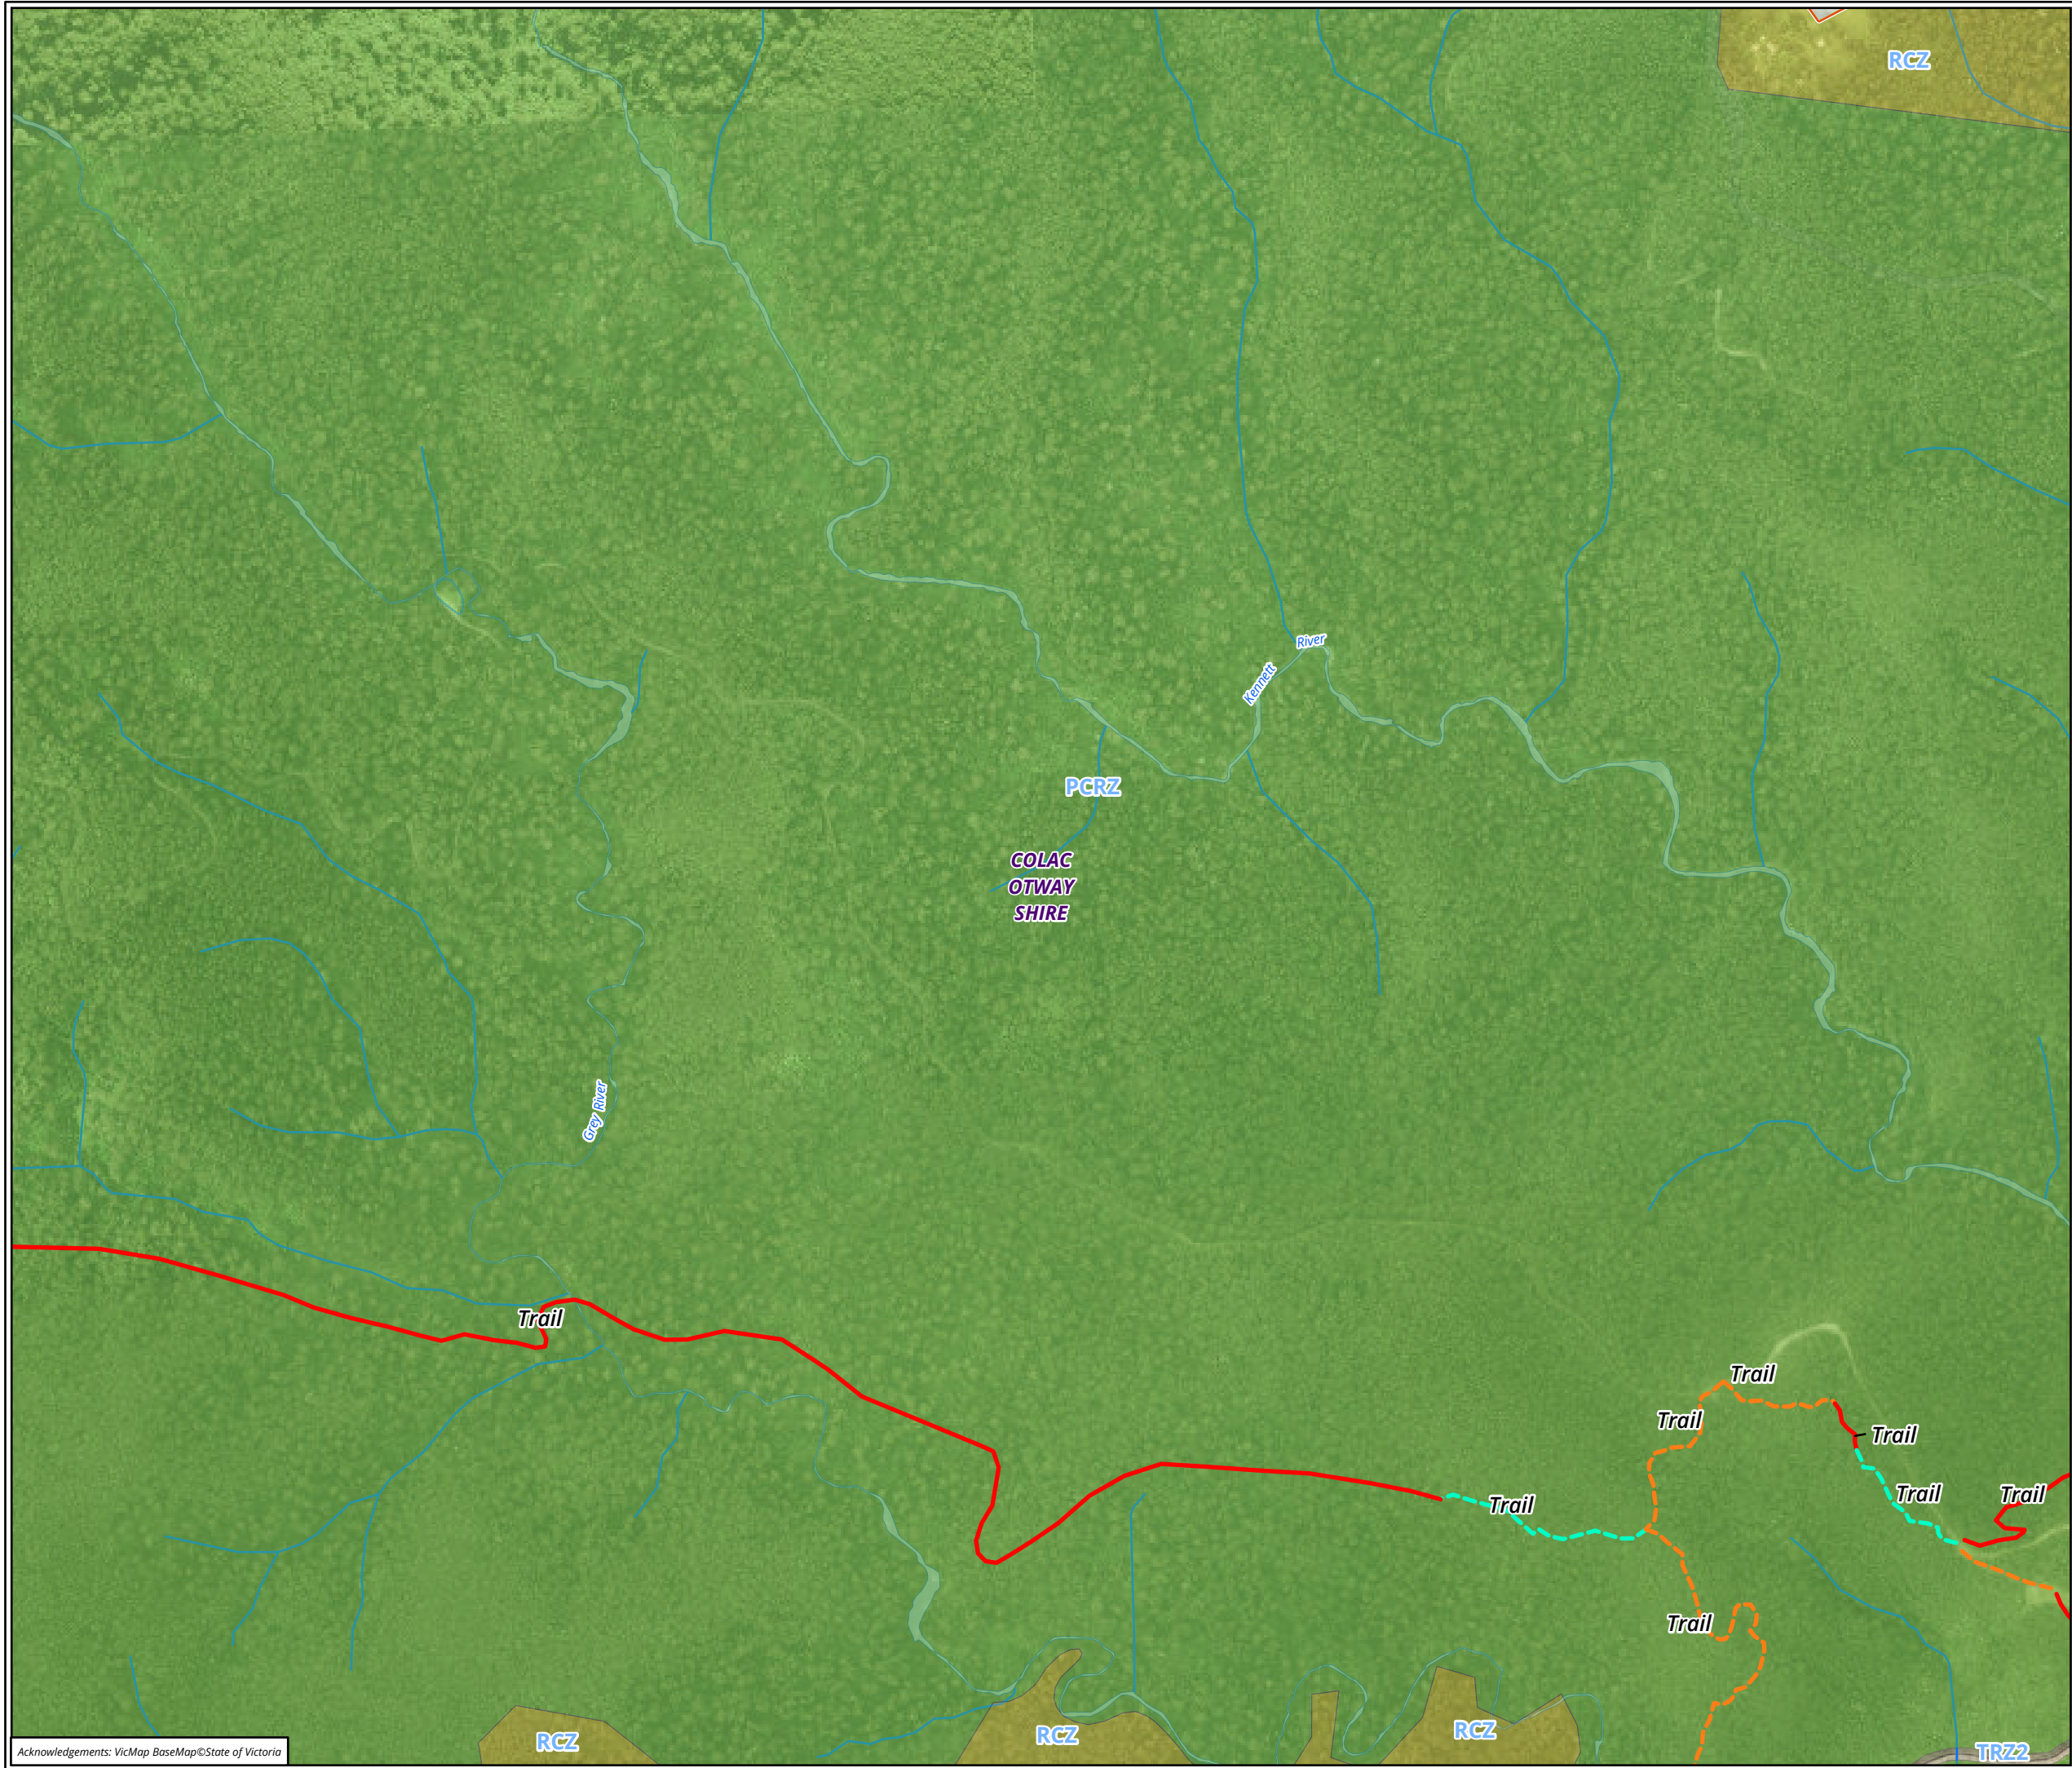 RCZ
River
Kennett
PCRZ
COLAC
OTWAY
SHIRE
Grey River
Trail
Trail
Trail
Trail
Trail
Trail
Trail
Trail
RCZ
RCZ
RCZ
TRZ2
Acknowledgements: VicMap BaseMap©State of Victoria